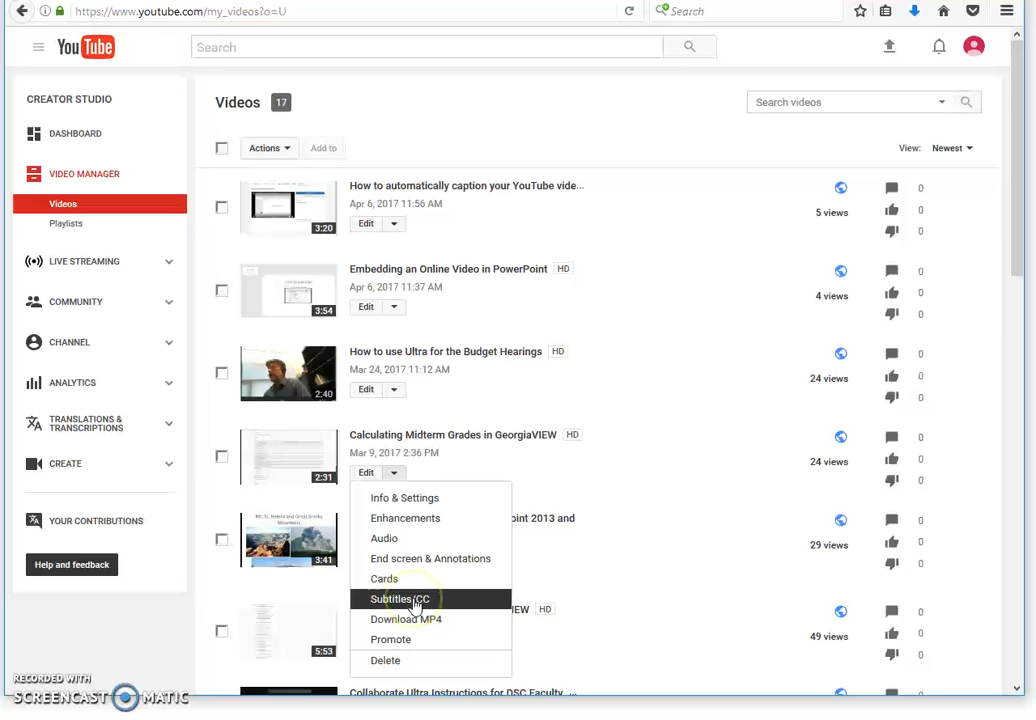 https://www.youtube.com/my_videos?o=U
Search
YouTube
Search
CREATOR STUDIO
DASHBOARD
VIDEO MANAGER
Videos
Playlists
LIVE STREAMING
COMMUNITY
CHANNEL
ANALYTICS
TRANSLATIONS &
TRANSCRIPTIONS
CREATE
YOUR CONTRIBUTIONS
Help and feedback
Videos 17
Search videos
Actions
Add to
View: Newest
How to automatically caption your YouTube vide...
Apr 6, 2017 11:56 AM
Edit
3:20
5 views
0
0
0
Embedding an Online Video in PowerPoint HD
Apr 6, 2017 11:37 AM
Edit
3:54
4 views
0
0
0
How to use Ultra for the Budget Hearings HD
Mar 24, 2017 11:12 AM
Edit
2:40
24 views
0
0
0
Calculating Midterm Grades in GeorgiaVIEW HD
Mar 9, 2017 2:36 PM
Edit
2:31
24 views
0
0
0
Info & Settings
Enhancements
Audio
End screen & Annotations
Cards
Subtitles/CC
Download MP4
Promote
Delete
Mt. St. Helens and Great Smoky
Mountains
3:41
oint 2013 and
29 views
0
0
0
5:53
IEW HD
49 views
0
0
0
Collaborate Ultra Instructions for DSC Faculty ...
RECORDED WITH
SCREENCAST MATIC